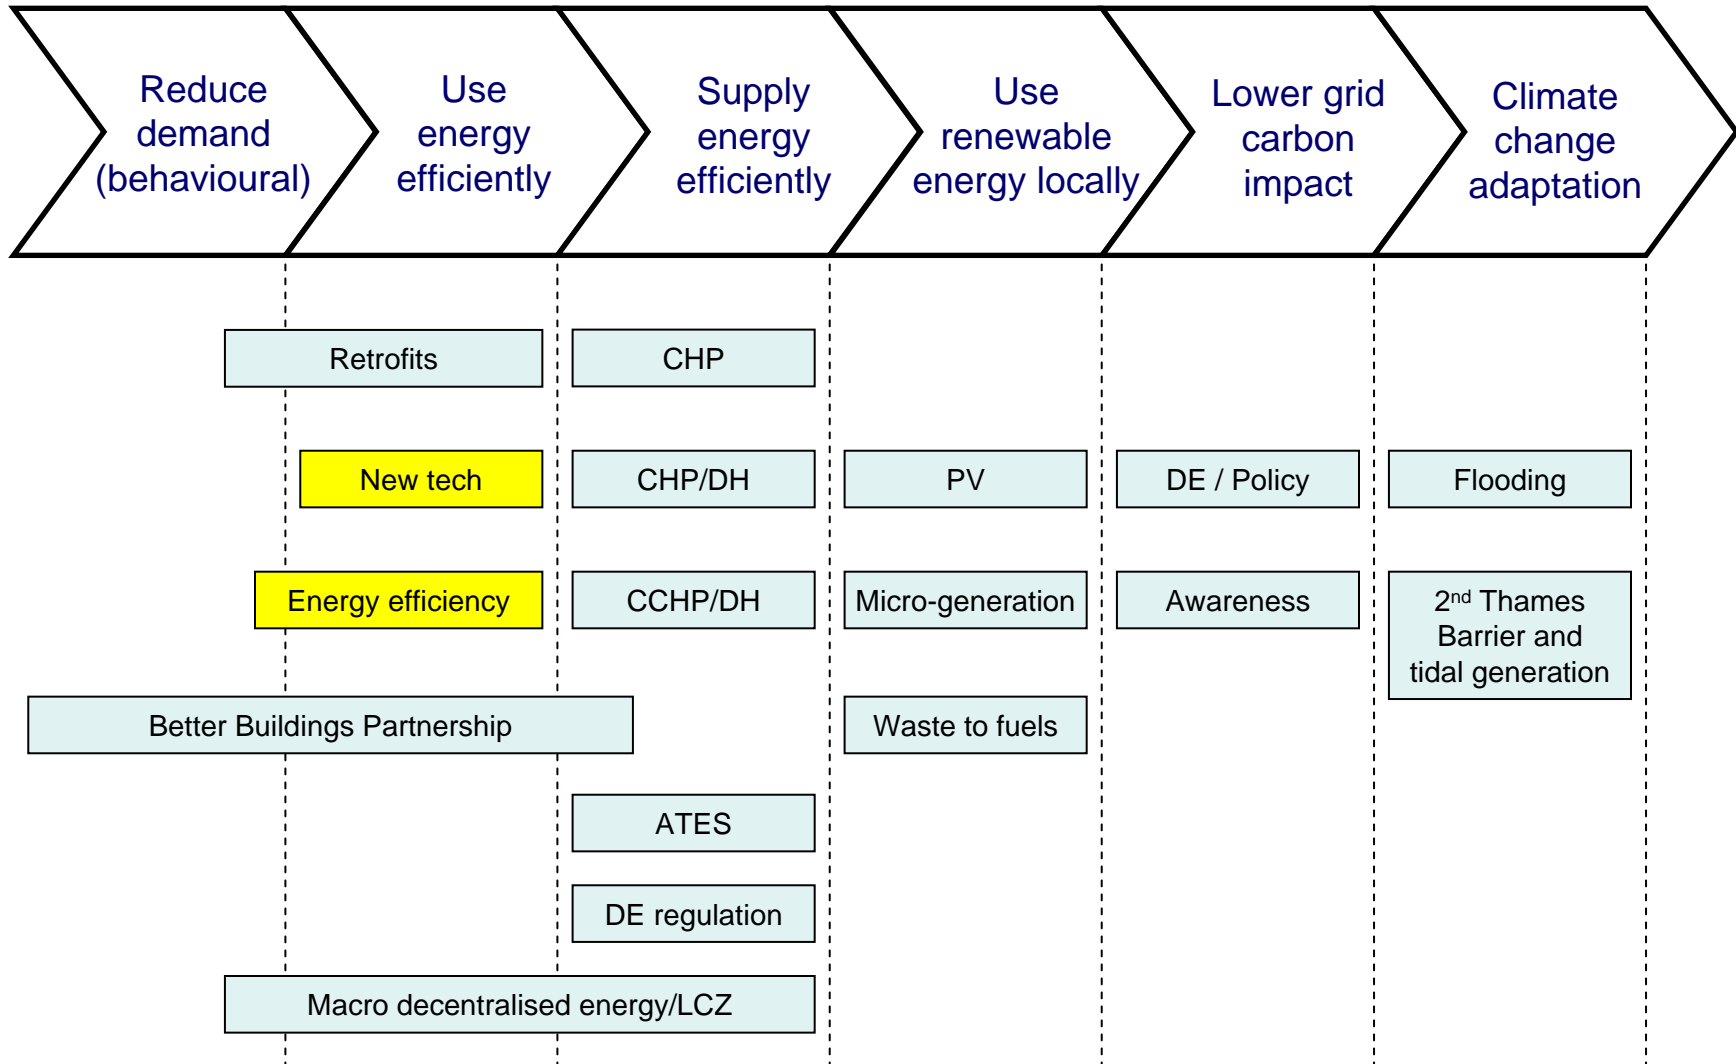 Reduce
demand
(behavioural)
Use
energy
efficiently
Supply
energy
efficiently
Use
renewable
energy locally
Lower grid
carbon
impact
Climate
change
adaptation
Retrofits
CHP
New tech
CHP/DH
PV
DE / Policy
Flooding
Energy efficiency
CCHP/DH
Micro-generation
Awareness
2nd Thames
Barrier and
tidal generation
Better Buildings Partnership
Waste to fuels
ATES
DE regulation
Macro decentralised energy/LCZ